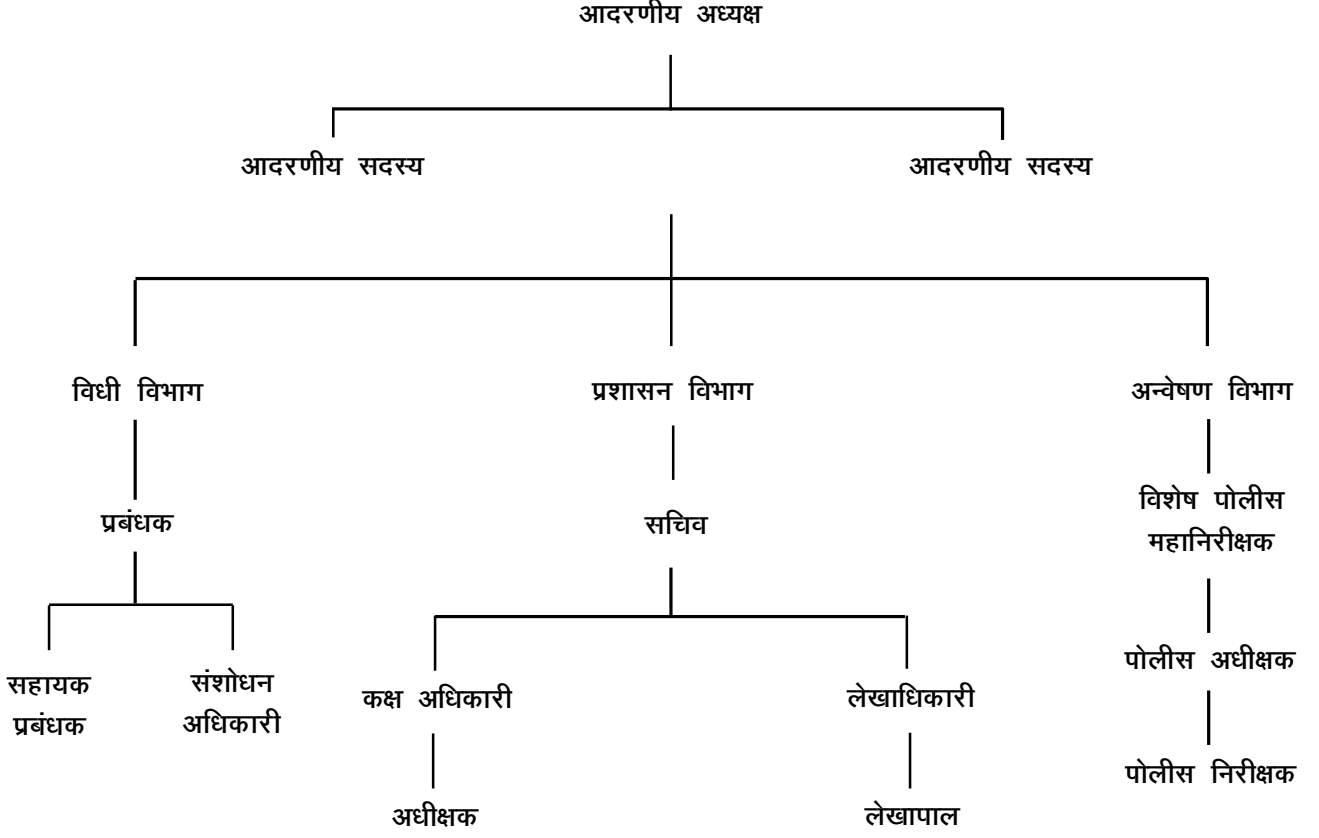 आदरणीय अध्यक्ष
आदरणीय सदस्य
आदरणीय सदस्य
विधी विभाग
प्रशासन विभाग
अन्वेषण विभाग
प्रबंधक
सचिव
विशेष पोलीस
महानिरीक्षक
सहायक
प्रबंधक
संशोधन
अधिकारी
कक्ष अधिकारी
लेखाधिकारी
पोलीस अधीक्षक
अधीक्षक
लेखापाल
पोलीस निरीक्षक